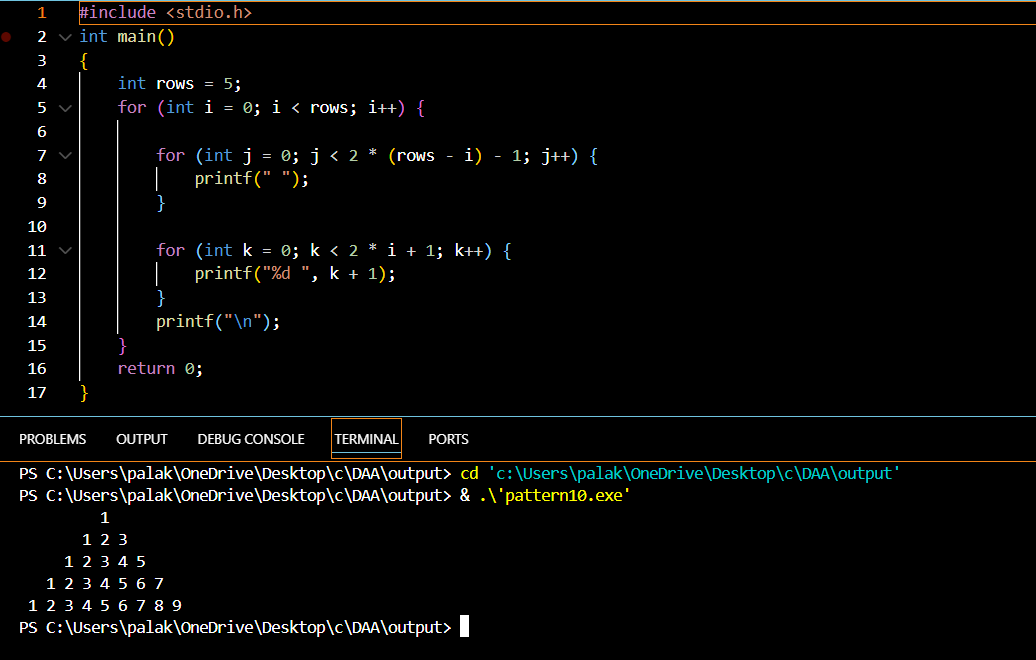 1 #include <stdio.h>
2 int main()
3 {
4     int rows = 5;
5     for (int i = 0; i < rows; i++) {
6
7         for (int j = 0; j < 2 * (rows - i) - 1; j++) {
8             printf(" ");
9         }
10
11         for (int k = 0; k < 2 * i + 1; k++) {
12             printf("%d ", k + 1);
13         }
14         printf("\n");
15     }
16     return 0;
17 }
PROBLEMS OUTPUT DEBUG CONSOLE TERMINAL PORTS
PS C:\Users\palak\OneDrive\Desktop\c\DAA\output> cd 'c:\Users\palak\OneDrive\Desktop\c\DAA\output'
PS C:\Users\palak\OneDrive\Desktop\c\DAA\output> & .\'pattern10.exe'
         1
       1 2 3
     1 2 3 4 5
   1 2 3 4 5 6 7
 1 2 3 4 5 6 7 8 9
PS C:\Users\palak\OneDrive\Desktop\c\DAA\output>